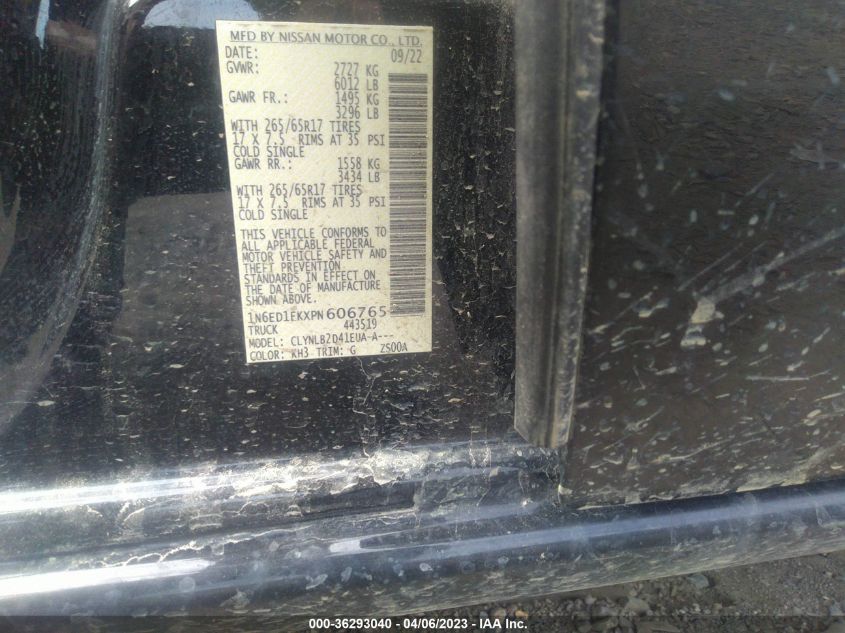 MFD BY NISSAN MOTOR CO., LTD.
DATE: 09/22
GVWR: 2727 KG
6012 LB
GAWR FR.: 1495 KG
3296 LB
WITH 265/65R17 TIRES
17 X 7.5 RIMS AT 35 PSI
COLD SINGLE
GAWR RR.: 1558 KG
3434 LB
WITH 265/65R17 TIRES
17 X 7.5 RIMS AT 35 PSI
COLD SINGLE
THIS VEHICLE CONFORMS TO
ALL APPLICABLE FEDERAL
MOTOR VEHICLE SAFETY AND
THEFT PREVENTION
STANDARDS IN EFFECT ON
THE DATE OF MANUFACTURE
SHOWN ABOVE.
1N6ED1EKXPN606765
TRUCK 443519
MODEL: CLYNLB2D41EUA-A---
COLOR: KH3 TRIM: G ZS00A
000-36293040 - 04/06/2023 - IAA Inc.